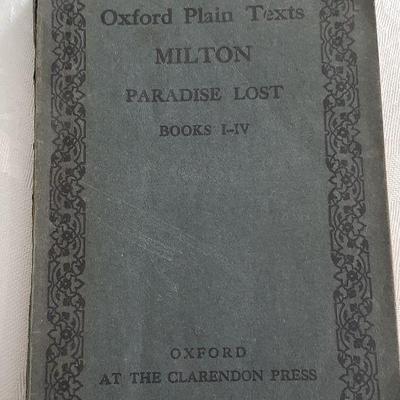 Oxford Plain Texts
MILTON
PARADISE LOST
BOOKS I-IV
OXFORD
AT THE CLARENDON PRESS